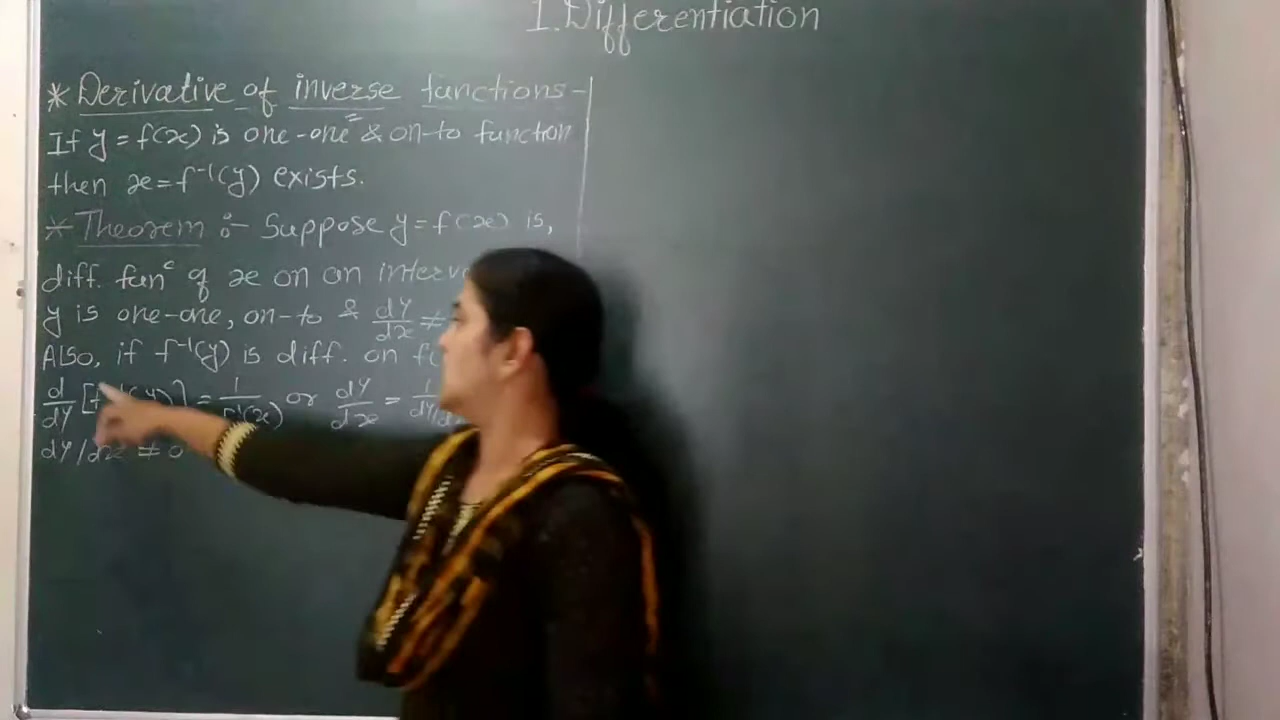 1. Differentiation
* Derivative of inverse functions-
If y = f(x) is one-one & on-to function
then x = f⁻¹(y) exists.
* Theorem :- Suppose y = f(x) is,
diff. funᶜ of x on an
y is one-one, on-to & dy/dx ≠
Also, if f⁻¹(y) is diff. on
d/dy [f⁻¹(y)] = 1/f'(x) or dy/dx =
dy/dx ≠ 0